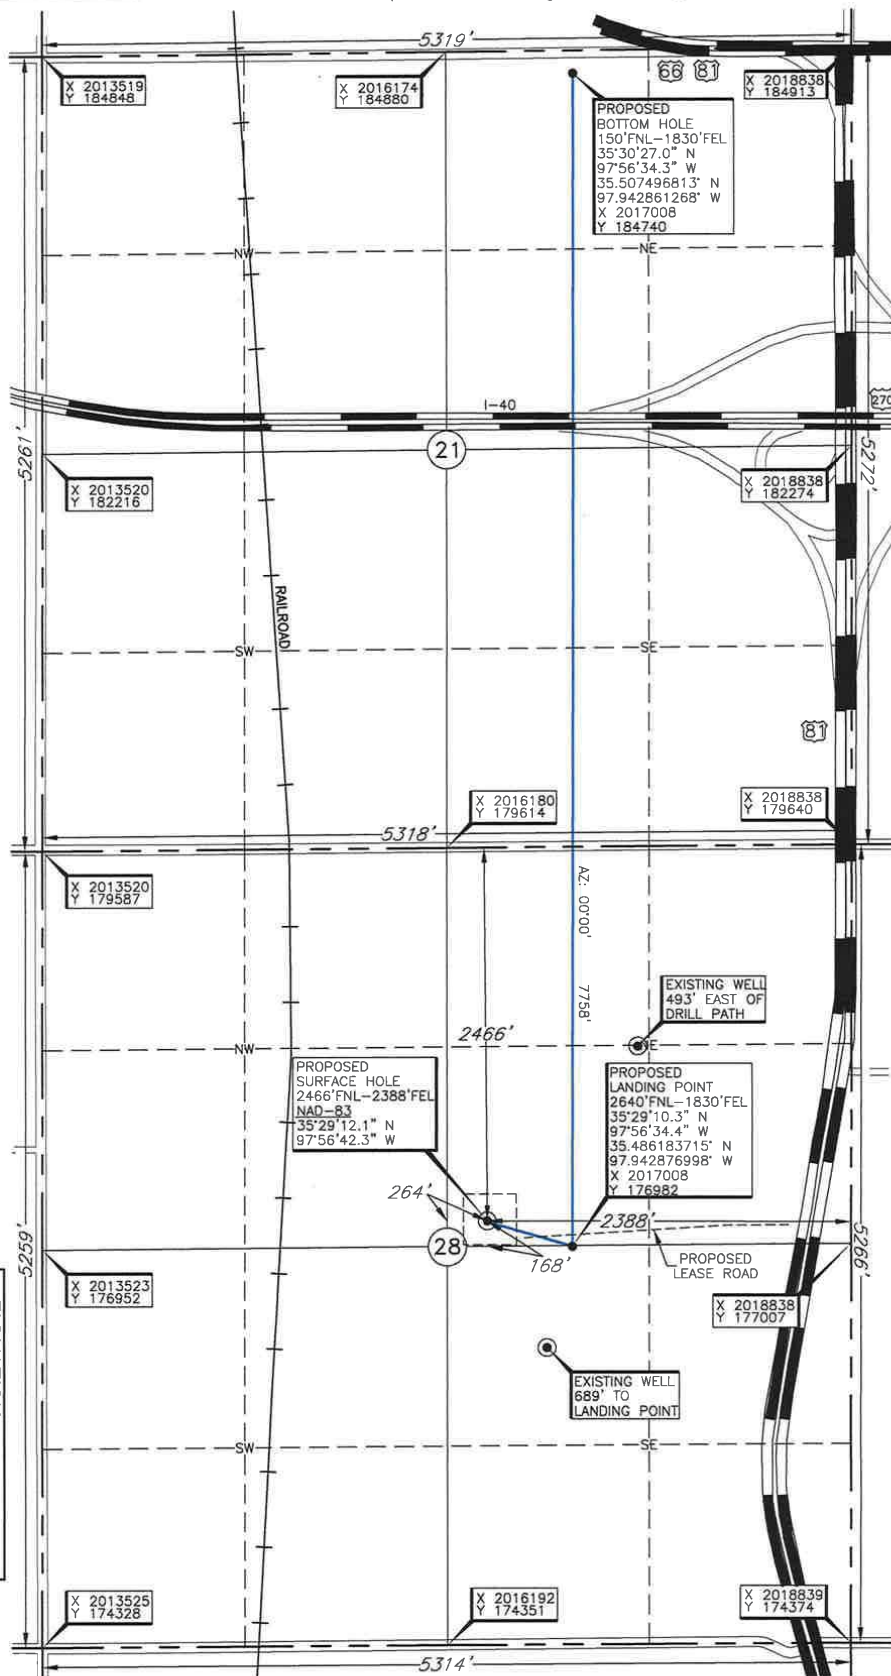 5319'
66 81
X 2013519
Y 184848
X 2016174
Y 184880
X 2018838
Y 184913
PROPOSED
BOTTOM HOLE
150'FNL-1830'FEL
35°30'27.0" N
97°56'34.3" W
35.507496813° N
97.942861268° W
X 2017008
Y 184740
NW
NE
I-40
270
5261'
21
5272'
X 2013520
Y 182216
X 2018838
Y 182274
RAILROAD
SW
SE
81
X 2016180
Y 179614
X 2018838
Y 179640
5318'
X 2013520
Y 179587
AZ: 00°00' 7758'
EXISTING WELL
493' EAST OF
DRILL PATH
2466'
NW
NE
PROPOSED
SURFACE HOLE
2466'FNL-2388'FEL
NAD-83
35°29'12.1" N
97°56'42.3" W
PROPOSED
LANDING POINT
2640'FNL-1830'FEL
35°29'10.3" N
97°56'34.4" W
35.486183715° N
97.942876998° W
X 2017008
Y 176982
264'
2388'
5259'
28
168'
PROPOSED
LEASE ROAD
5266'
X 2013523
Y 176952
X 2018838
Y 177007
EXISTING WELL
689' TO
LANDING POINT
SW
SE
X 2013525
Y 174328
X 2016192
Y 174351
X 2018839
Y 174374
5314'